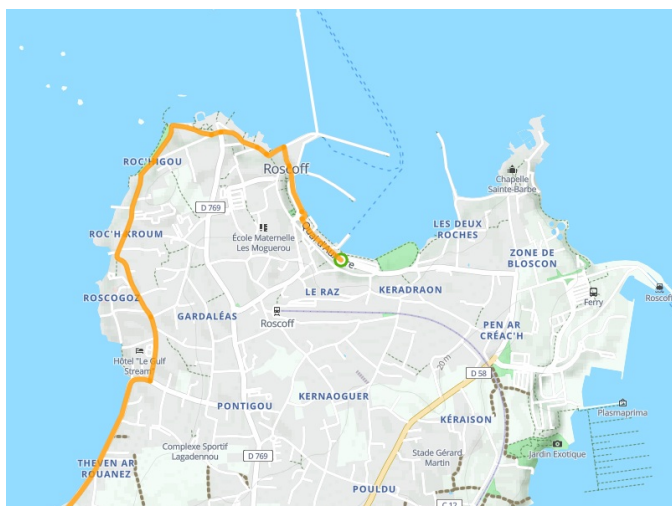 ROC'HIGOU
Roscoff
Chapelle
Sainte-Barbe
D 769
ROC'H KROUM
École Maternelle
Les Moguerou
LES DEUX
ROCHES
ZONE DE
BLOSCON
ROSCOGOZ
LE RAZ
KERADRAON
Ferry
GARDALÉAS
Roscoff
PEN AR
CRÉAC'H
Hôtel "Le Gulf
Stream"
20 m
D 58
KERNAOGUER
PONTIGOU
KÉRAISON
Plasmaprima
Complexe Sportif
Lagadennou
Stade Gérard
Martin
Jardin Exotique
THEVEN AR
ROUANEZ
D 769
POULDU
C 12